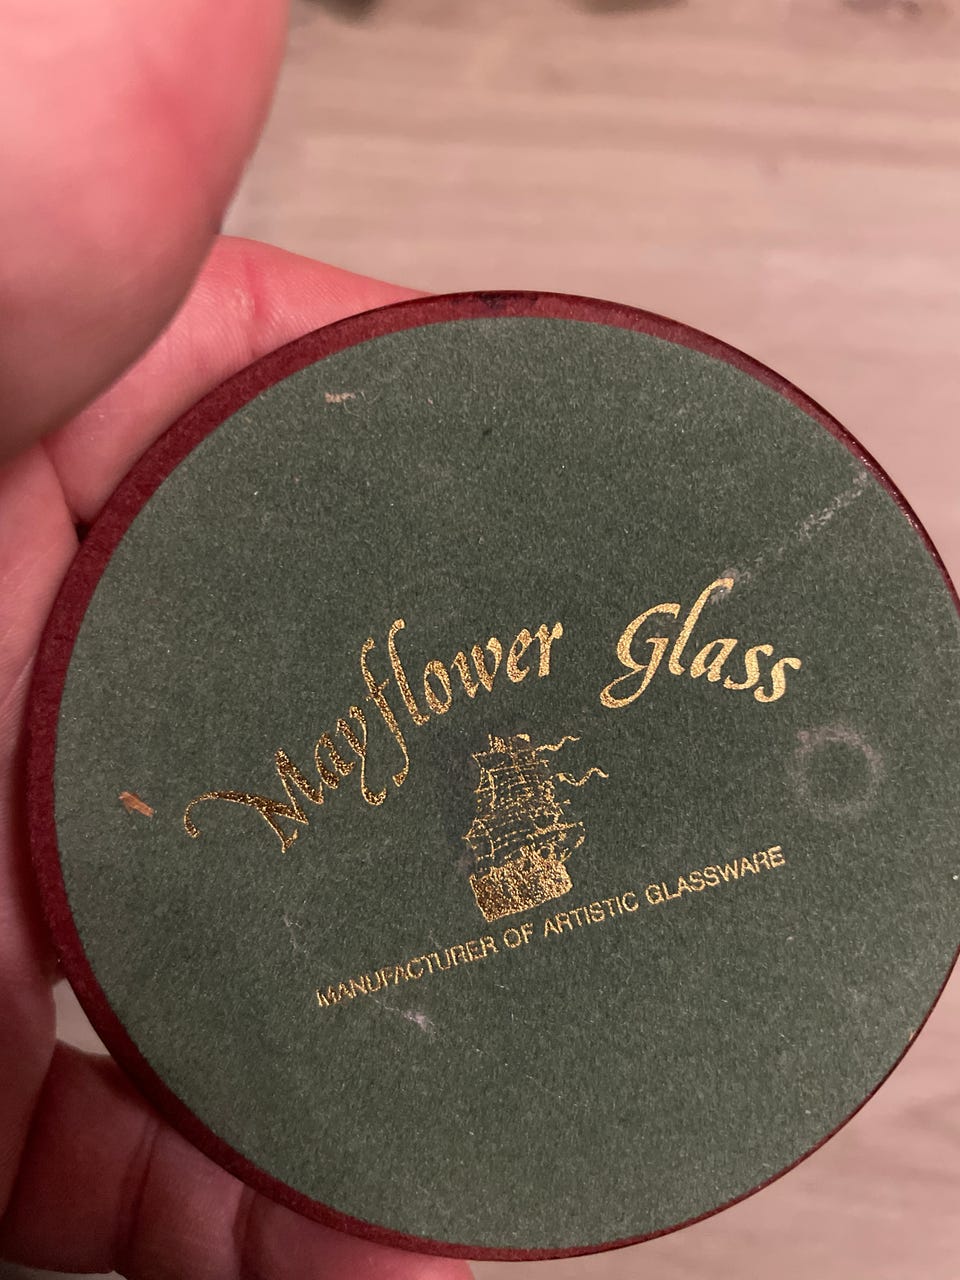 Mayflower Glass
MANUFACTURER OF ARTISTIC GLASSWARE